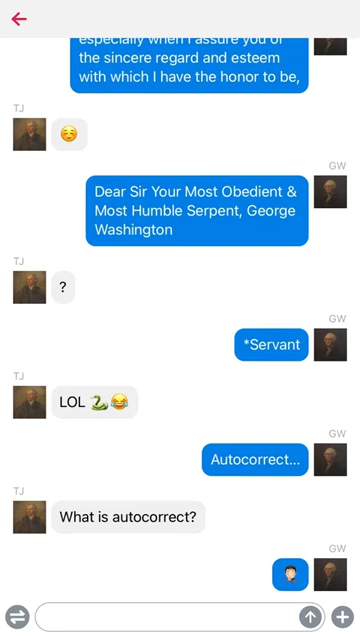 especially when I assure you of
the sincere regard and esteem
with which I have the honor to be,
TJ
☺️
GW
Dear Sir Your Most Obedient &
Most Humble Serpent, George
Washington
TJ
?
GW
*Servant
TJ
LOL 🐍😂
GW
Autocorrect...
TJ
What is autocorrect?
GW
🤦🏻‍♂️